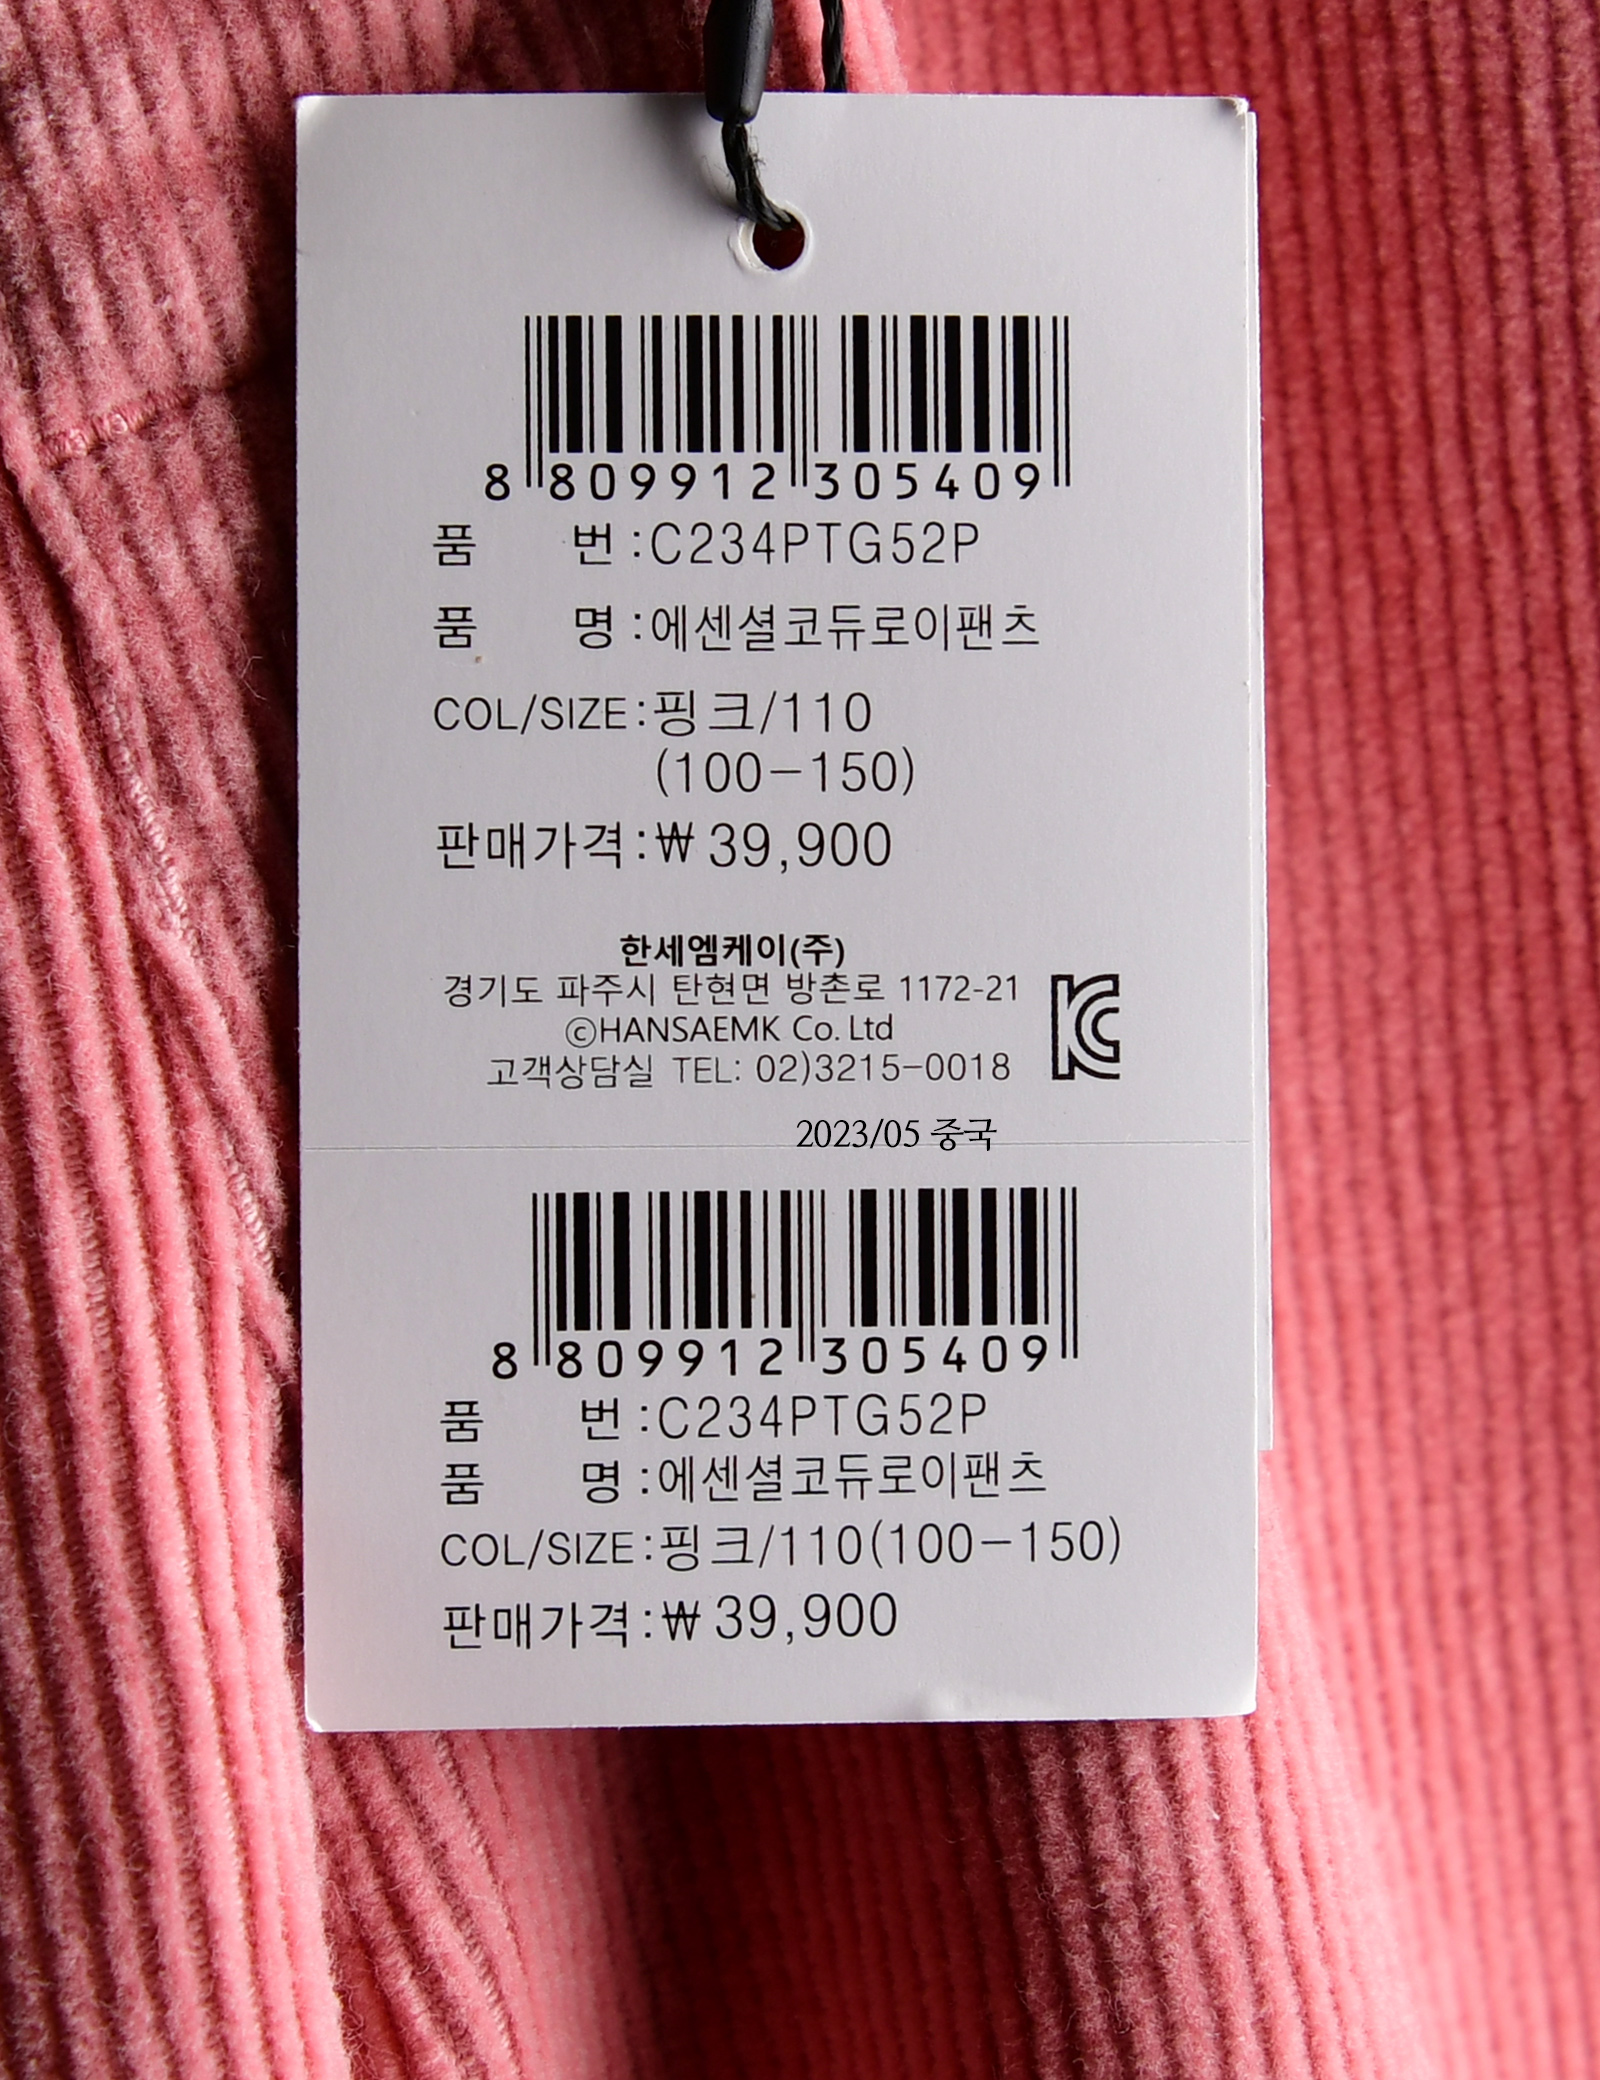 8 809912 305409
품 번 : C234PTG52P
품 명 : 에센셜코듀로이팬츠
COL/SIZE : 핑크/110
(100-150)
판매가격 : ₩ 39,900
한세엠케이(주)
경기도 파주시 탄현면 방촌로 1172-21
©HANSAEMK Co. Ltd
고객상담실 TEL: 02)3215-0018
2023/05 중국
8 809912 305409
품 번 : C234PTG52P
품 명 : 에센셜코듀로이팬츠
COL/SIZE : 핑크/110(100-150)
판매가격 : ₩ 39,900